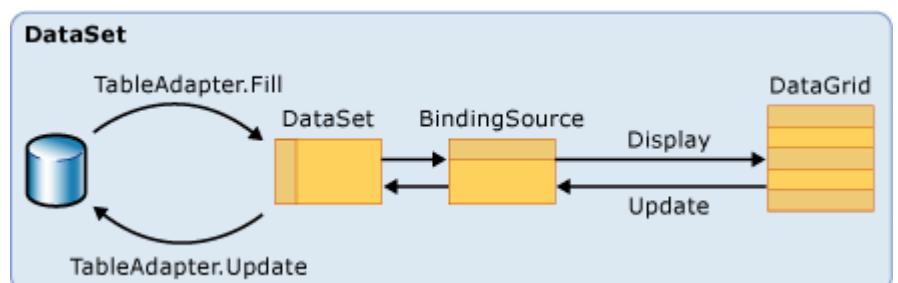 DataSet
TableAdapter.Fill
DataGrid
DataSet
BindingSource
Display
Update
TableAdapter.Update